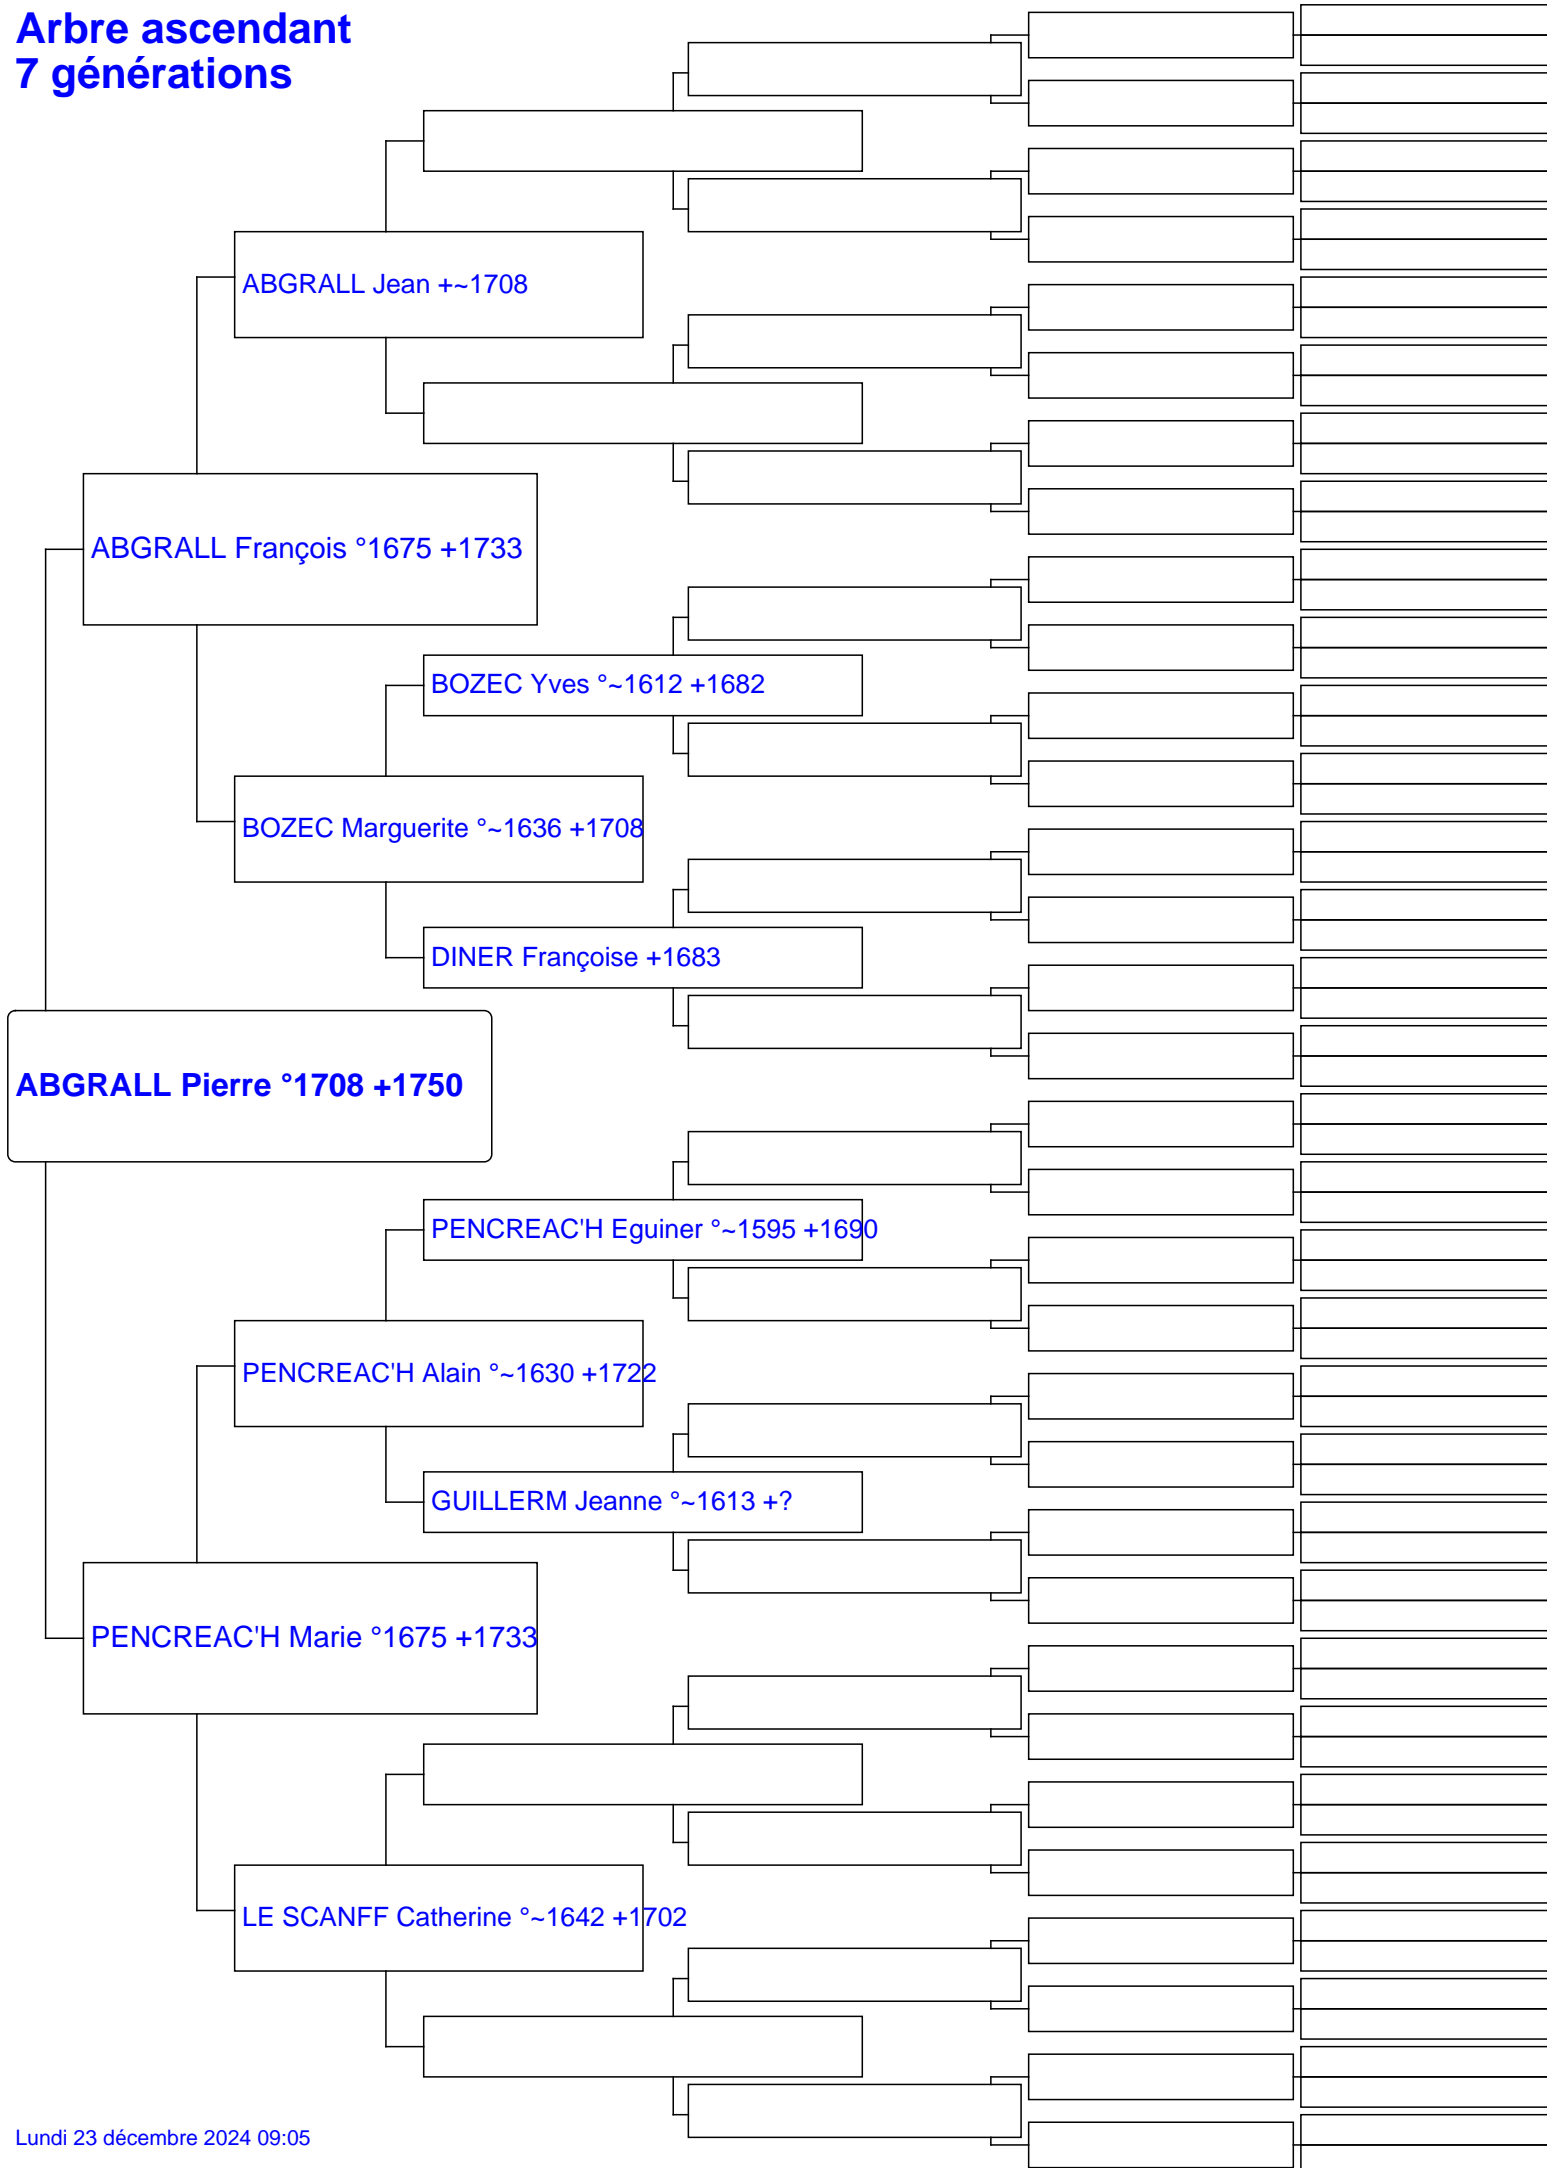 Arbre ascendant
7 générations
ABGRALL Jean +~1708
ABGRALL François °1675 +1733
BOZEC Yves °~1612 +1682
BOZEC Marguerite °~1636 +1708
DINER Françoise +1683
ABGRALL Pierre °1708 +1750
PENCREAC'H Eguiner °~1595 +1690
PENCREAC'H Alain °~1630 +1722
GUILLERM Jeanne °~1613 +?
PENCREAC'H Marie °1675 +1733
LE SCANFF Catherine °~1642 +1702
Lundi 23 décembre 2024 09:05